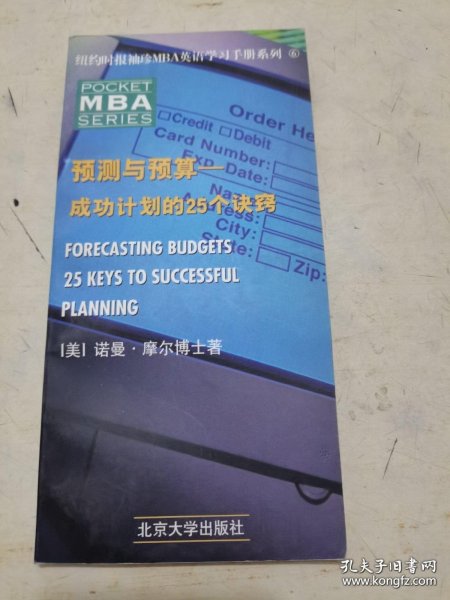 纽约时报袖珍MBA英语学习手册系列 ⑥
POCKET
MBA
SERIES
Order He
□Credit □Debit
Card Number:
Exp. Date:
Name:
Address:
City:
State:
Zip:
预测与预算—
成功计划的25个诀窍
FORECASTING BUDGETS
25 KEYS TO SUCCESSFUL
PLANNING
[美] 诺曼·摩尔博士著
北京大学出版社
孔夫子旧书网
www.kongfz.com